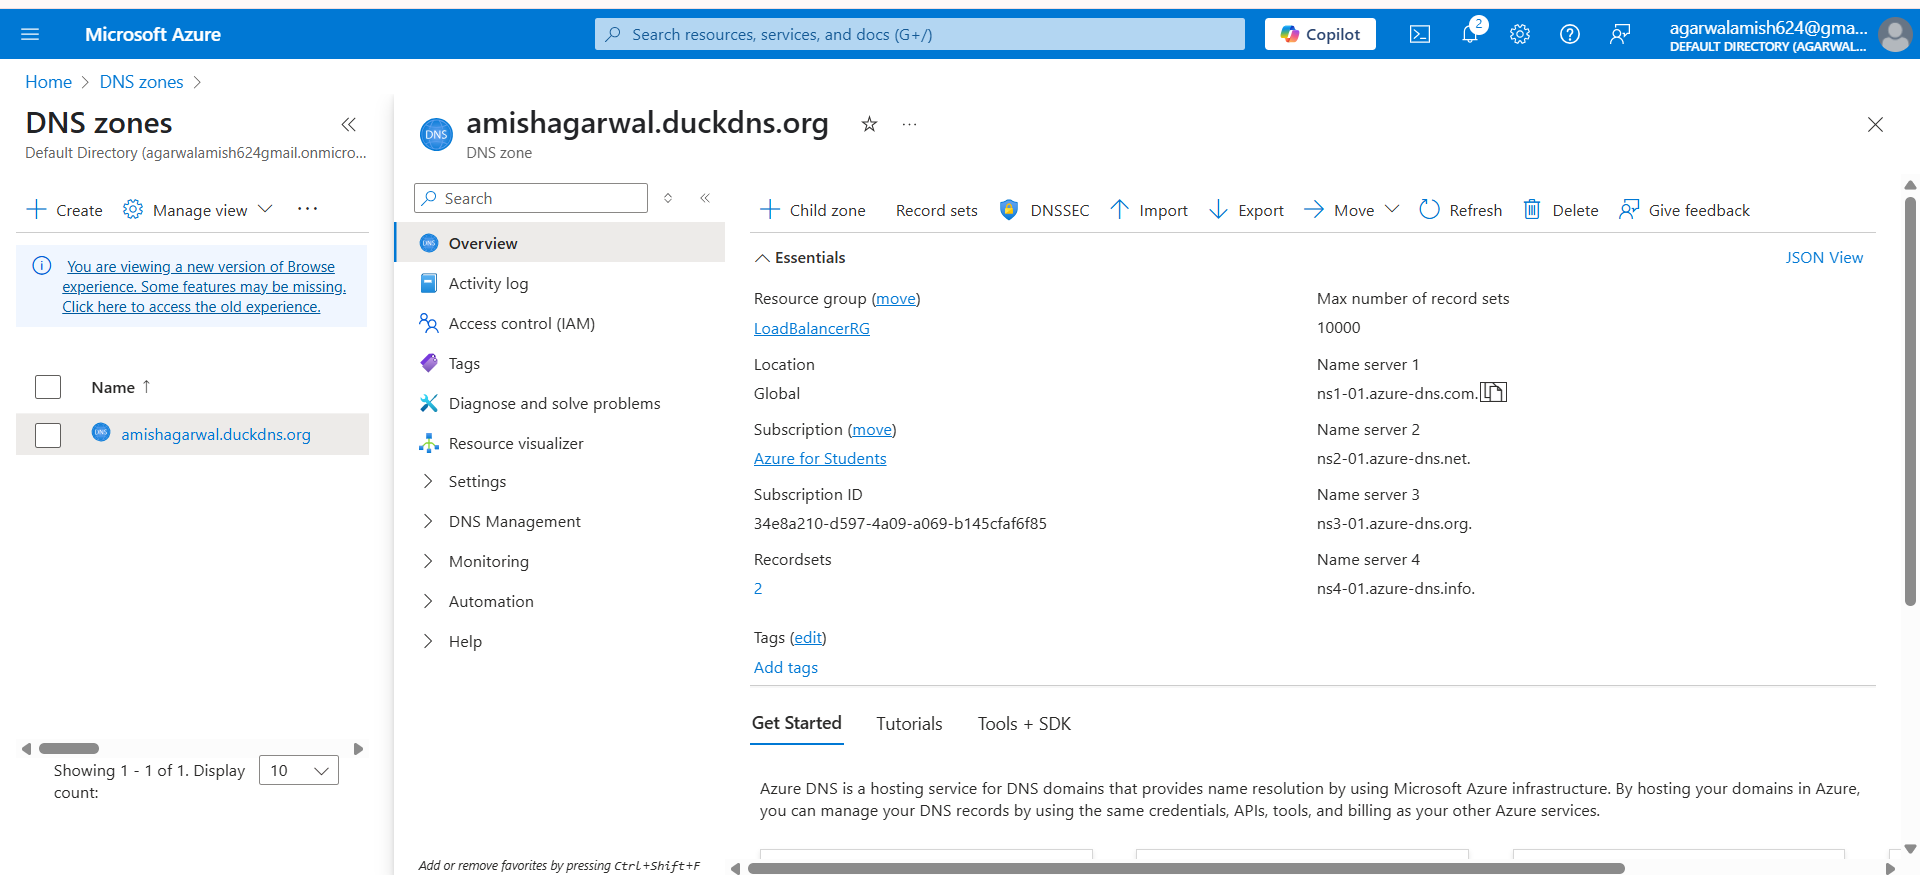 Microsoft Azure
Search resources, services, and docs (G+/)
Copilot
2
agarwalamish624@gma...
DEFAULT DIRECTORY (AGARWAL...
Home > DNS zones >
DNS zones
Default Directory (agarwalamish624gmail.onmicro...
Create
Manage view
You are viewing a new version of Browse
experience. Some features may be missing.
Click here to access the old experience.
Name ↑
DNS
amishagarwal.duckdns.org
Showing 1 - 1 of 1. Display
count:
10
DNS
amishagarwal.duckdns.org
DNS zone
Search
DNS
Overview
Activity log
Access control (IAM)
Tags
Diagnose and solve problems
Resource visualizer
Settings
DNS Management
Monitoring
Automation
Help
Add or remove favorites by pressing Ctrl+Shift+F
Child zone
Record sets
DNSSEC
Import
Export
Move
Refresh
Delete
Give feedback
Essentials
JSON View
Resource group (move)
LoadBalancerRG
Location
Global
Subscription (move)
Azure for Students
Subscription ID
34e8a210-d597-4a09-a069-b145cfaf6f85
Recordsets
2
Max number of record sets
10000
Name server 1
ns1-01.azure-dns.com.
Name server 2
ns2-01.azure-dns.net.
Name server 3
ns3-01.azure-dns.org.
Name server 4
ns4-01.azure-dns.info.
Tags (edit)
Add tags
Get Started
Tutorials
Tools + SDK
Azure DNS is a hosting service for DNS domains that provides name resolution by using Microsoft Azure infrastructure. By hosting your domains in Azure,
you can manage your DNS records by using the same credentials, APIs, tools, and billing as your other Azure services.